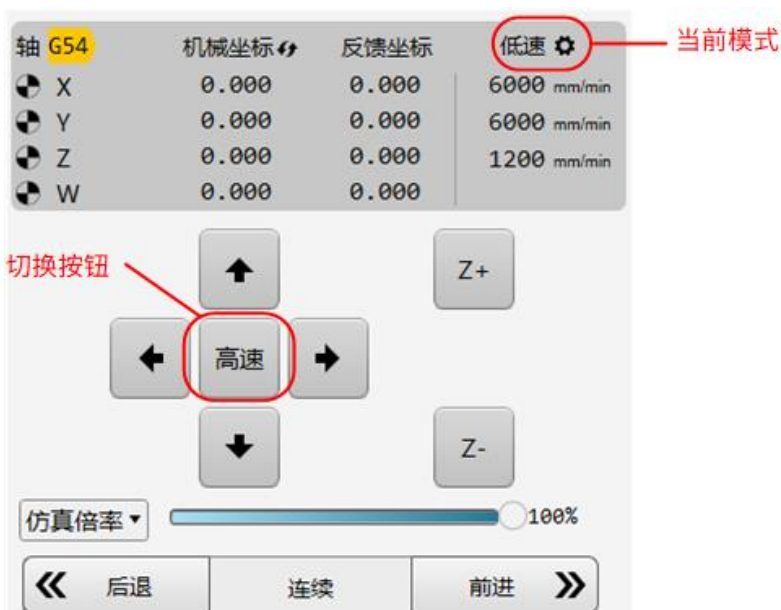 轴 G54 机械坐标 反馈坐标 低速 当前模式
X 0.000 0.000 6000 mm/min
Y 0.000 0.000 6000 mm/min
Z 0.000 0.000 1200 mm/min
W 0.000 0.000
切换按钮
Z+
高速
Z-
仿真倍率 100%
后退 连续 前进